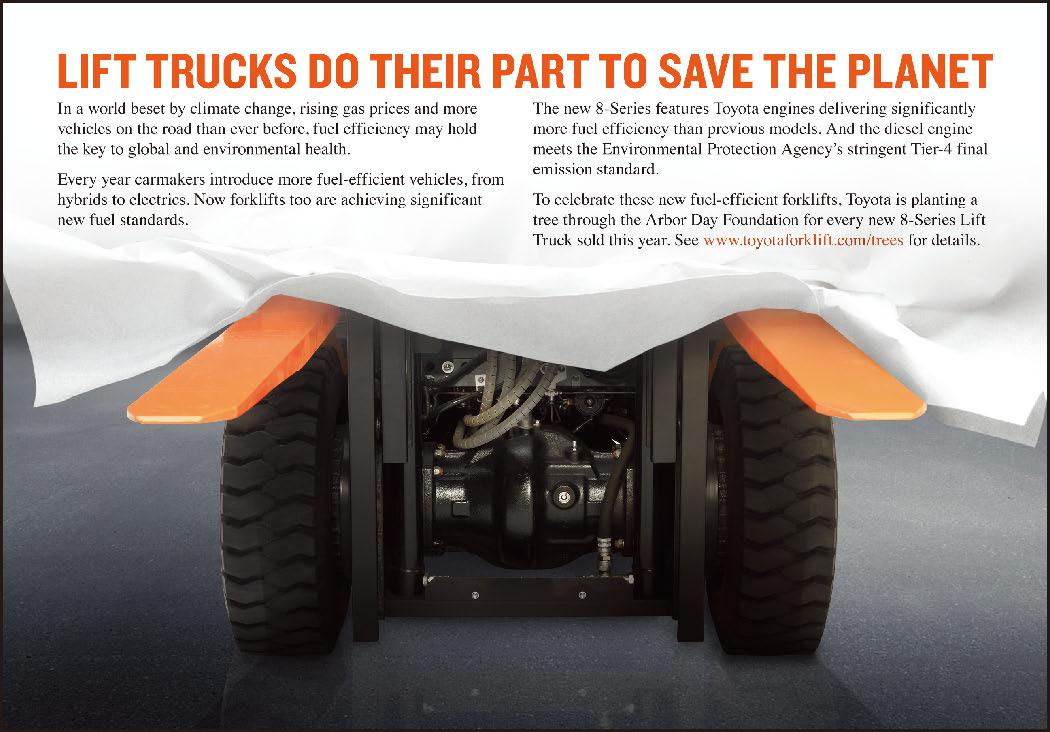 LIFT TRUCKS DO THEIR PART TO SAVE THE PLANET
In a world beset by climate change, rising gas prices and more
vehicles on the road than ever before, fuel efficiency may hold
the key to global and environmental health.
Every year carmakers introduce more fuel-efficient vehicles, from
hybrids to electrics. Now forklifts too are achieving significant
new fuel standards.
The new 8-Series features Toyota engines delivering significantly
more fuel efficiency than previous models. And the diesel engine
meets the Environmental Protection Agency’s stringent Tier-4 final
emission standard.
To celebrate these new fuel-efficient forklifts, Toyota is planting a
tree through the Arbor Day Foundation for every new 8-Series Lift
Truck sold this year. See www.toyotaforklift.com/trees for details.